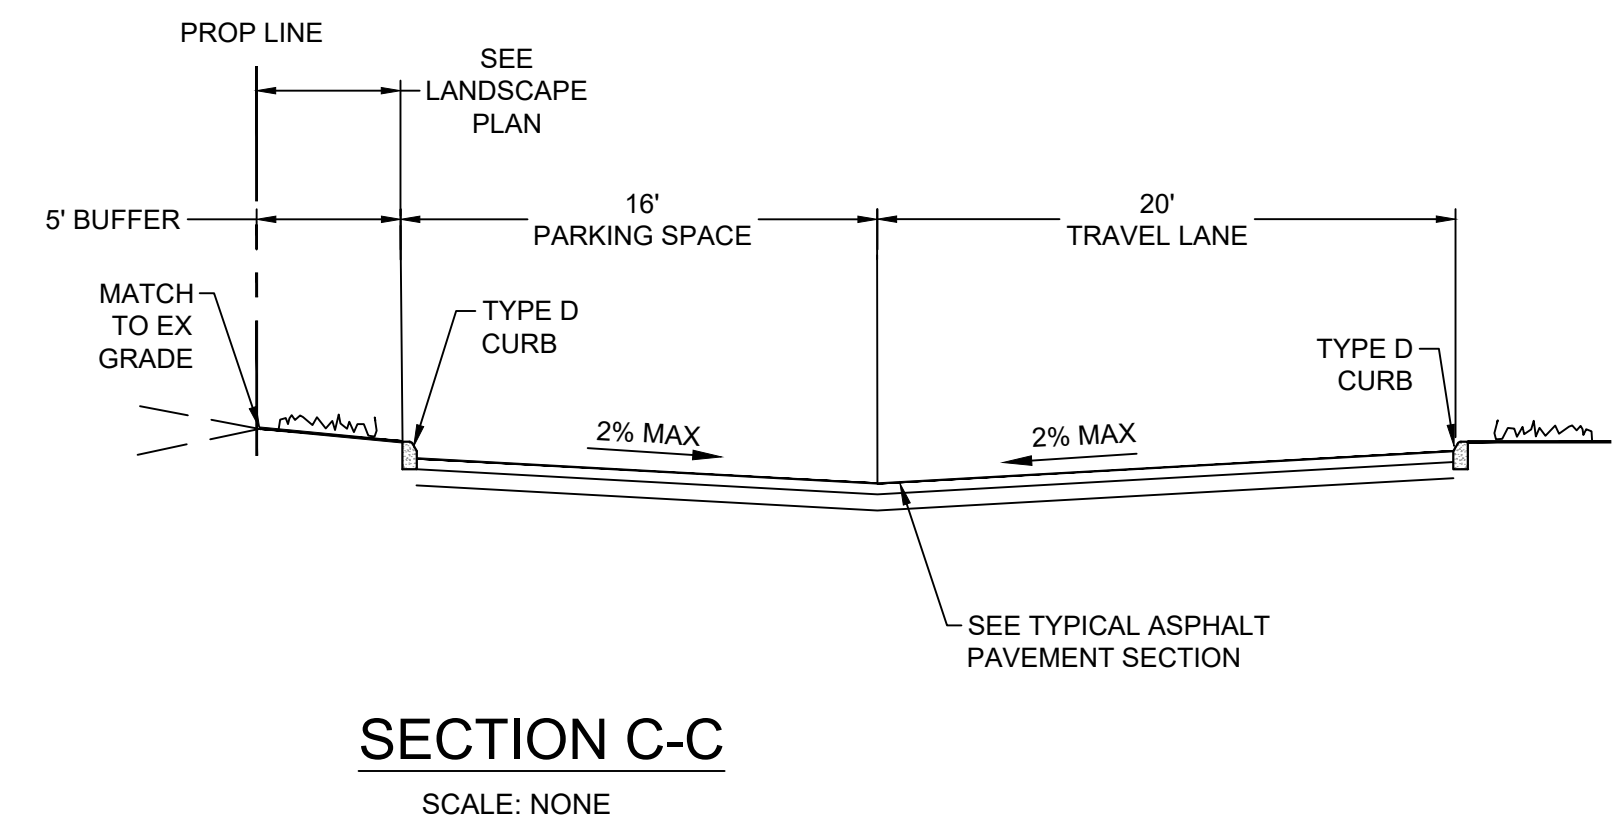 PROP LINE
SEE
LANDSCAPE
PLAN
5' BUFFER
16'
PARKING SPACE
20'
TRAVEL LANE
MATCH
TO EX
GRADE
TYPE D
CURB
TYPE D
CURB
2% MAX
2% MAX
SEE TYPICAL ASPHALT
PAVEMENT SECTION
SECTION C-C
SCALE: NONE